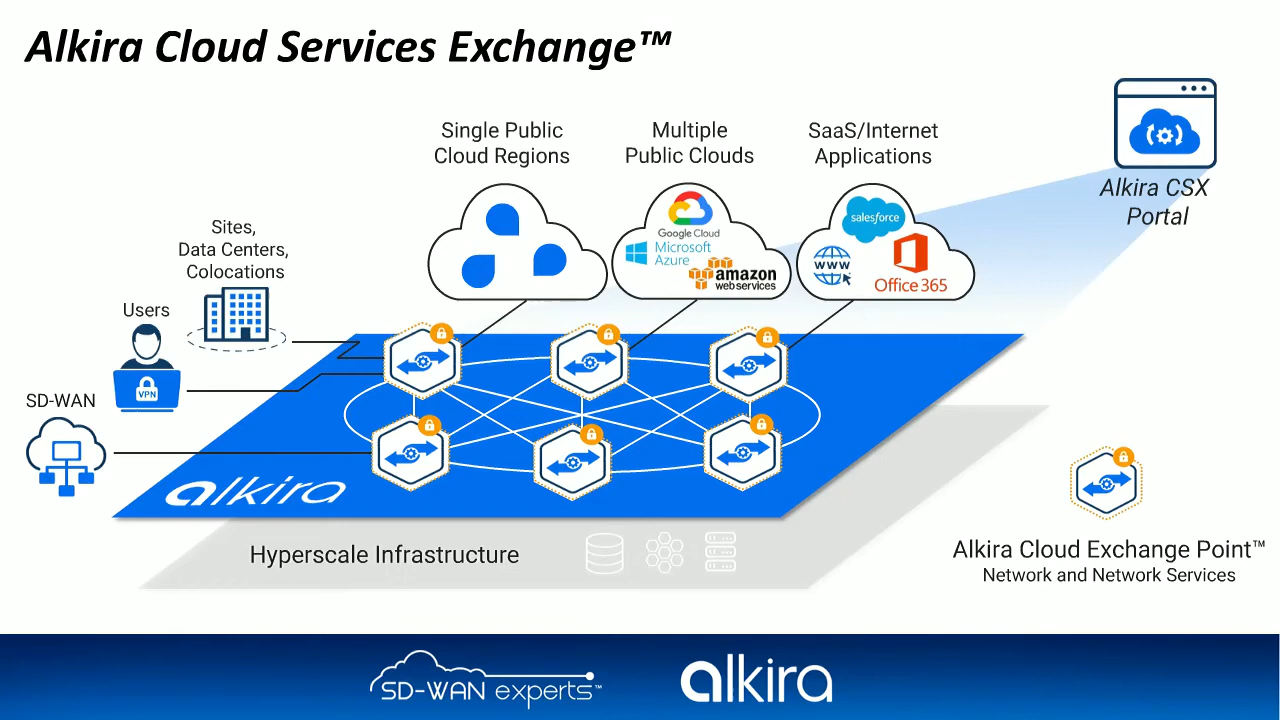 Alkira Cloud Services Exchange™
Single Public
Cloud Regions
Multiple
Public Clouds
SaaS/Internet
Applications
Alkira CSX
Portal
Google Cloud
Microsoft
Azure
amazon
webservices
salesforce
www
Office 365
Sites,
Data Centers,
Colocations
Users
VPN
SD-WAN
alkira
Hyperscale Infrastructure
Alkira Cloud Exchange Point™
Network and Network Services
SD-WAN experts™
alkira